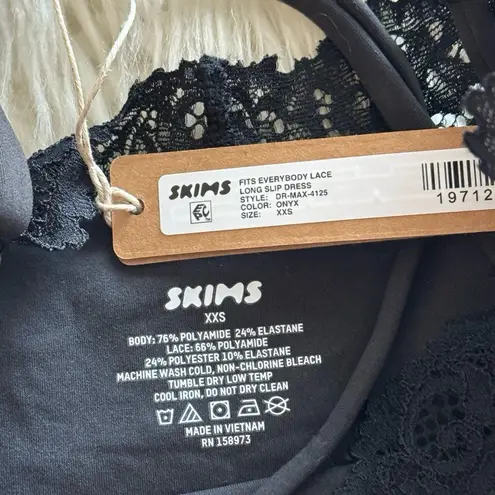 SKIMS
FITS EVERYBODY LACE
LONG SLIP DRESS
STYLE: DR-MAX-4125
COLOR: ONYX
SIZE: XXS
19712
SKIMS
XXS
BODY: 76% POLYAMIDE 24% ELASTANE
LACE: 66% POLYAMIDE
24% POLYESTER 10% ELASTANE
MACHINE WASH COLD, NON-CHLORINE BLEACH
TUMBLE DRY LOW TEMP
COOL IRON, DO NOT DRY CLEAN
MADE IN VIETNAM
RN 158973